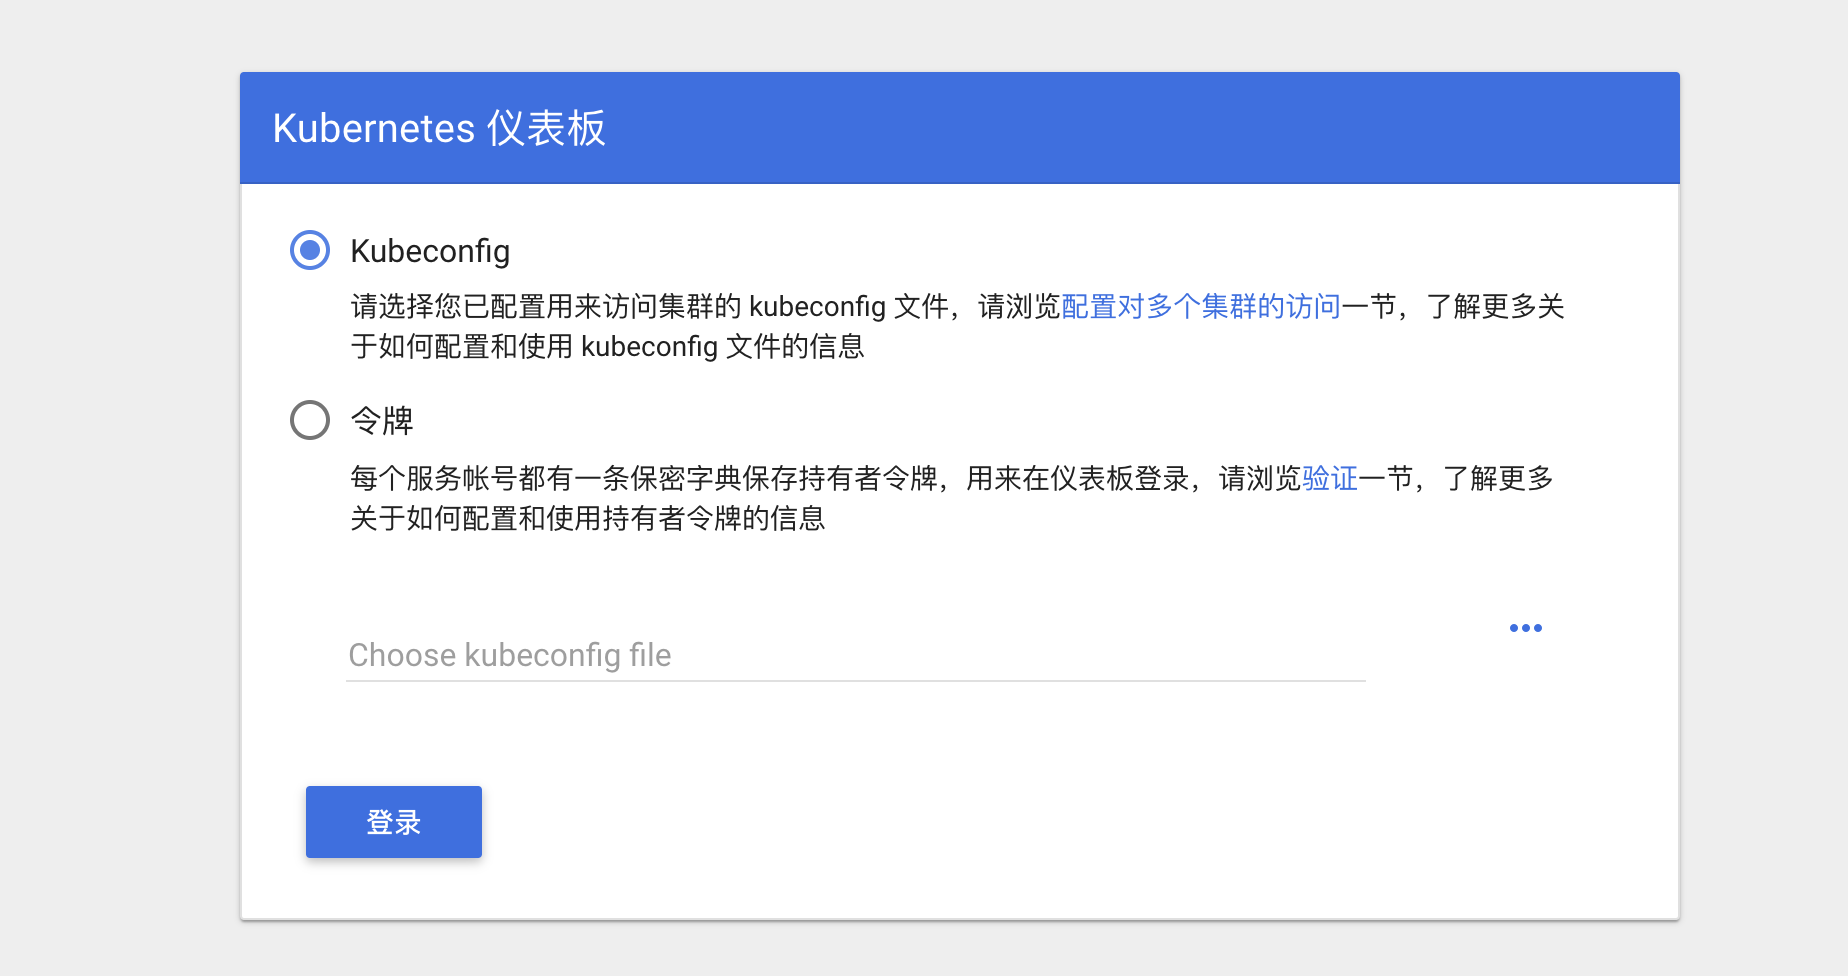 Kubernetes 仪表板
Kubeconfig
请选择您已配置用来访问集群的 kubeconfig 文件，请浏览配置对多个集群的访问一节，了解更多关
于如何配置和使用 kubeconfig 文件的信息
令牌
每个服务帐号都有一条保密字典保存持有者令牌，用来在仪表板登录，请浏览验证一节，了解更多
关于如何配置和使用持有者令牌的信息
Choose kubeconfig file
登录